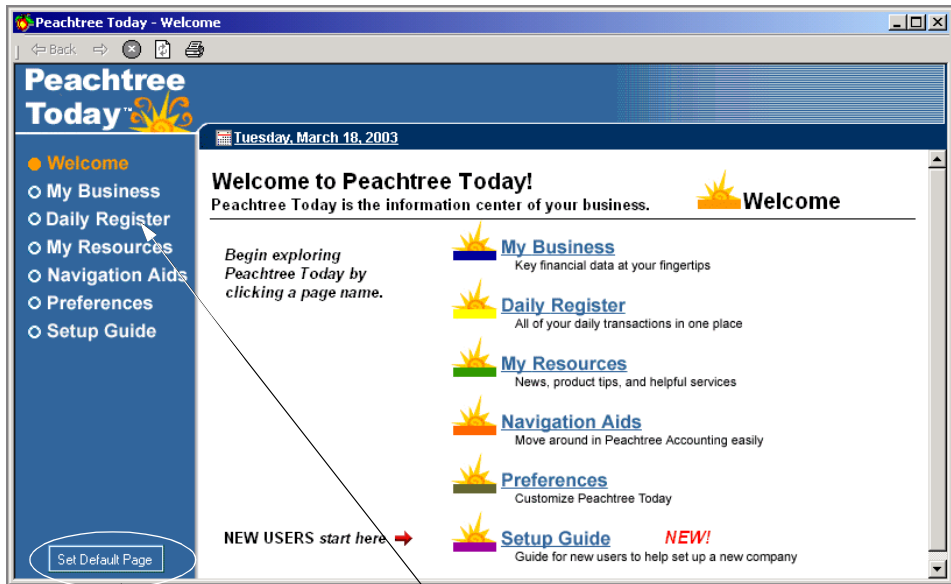 Peachtree Today - Welcome
Back
Peachtree
Today™
Tuesday, March 18, 2003
Welcome
My Business
Daily Register
My Resources
Navigation Aids
Preferences
Setup Guide
Set Default Page
Welcome to Peachtree Today!
Peachtree Today is the information center of your business.
Welcome
Begin exploring
Peachtree Today by
clicking a page name.
My Business
Key financial data at your fingertips
Daily Register
All of your daily transactions in one place
My Resources
News, product tips, and helpful services
Navigation Aids
Move around in Peachtree Accounting easily
Preferences
Customize Peachtree Today
NEW USERS start here
Setup Guide NEW!
Guide for new users to help set up a new company